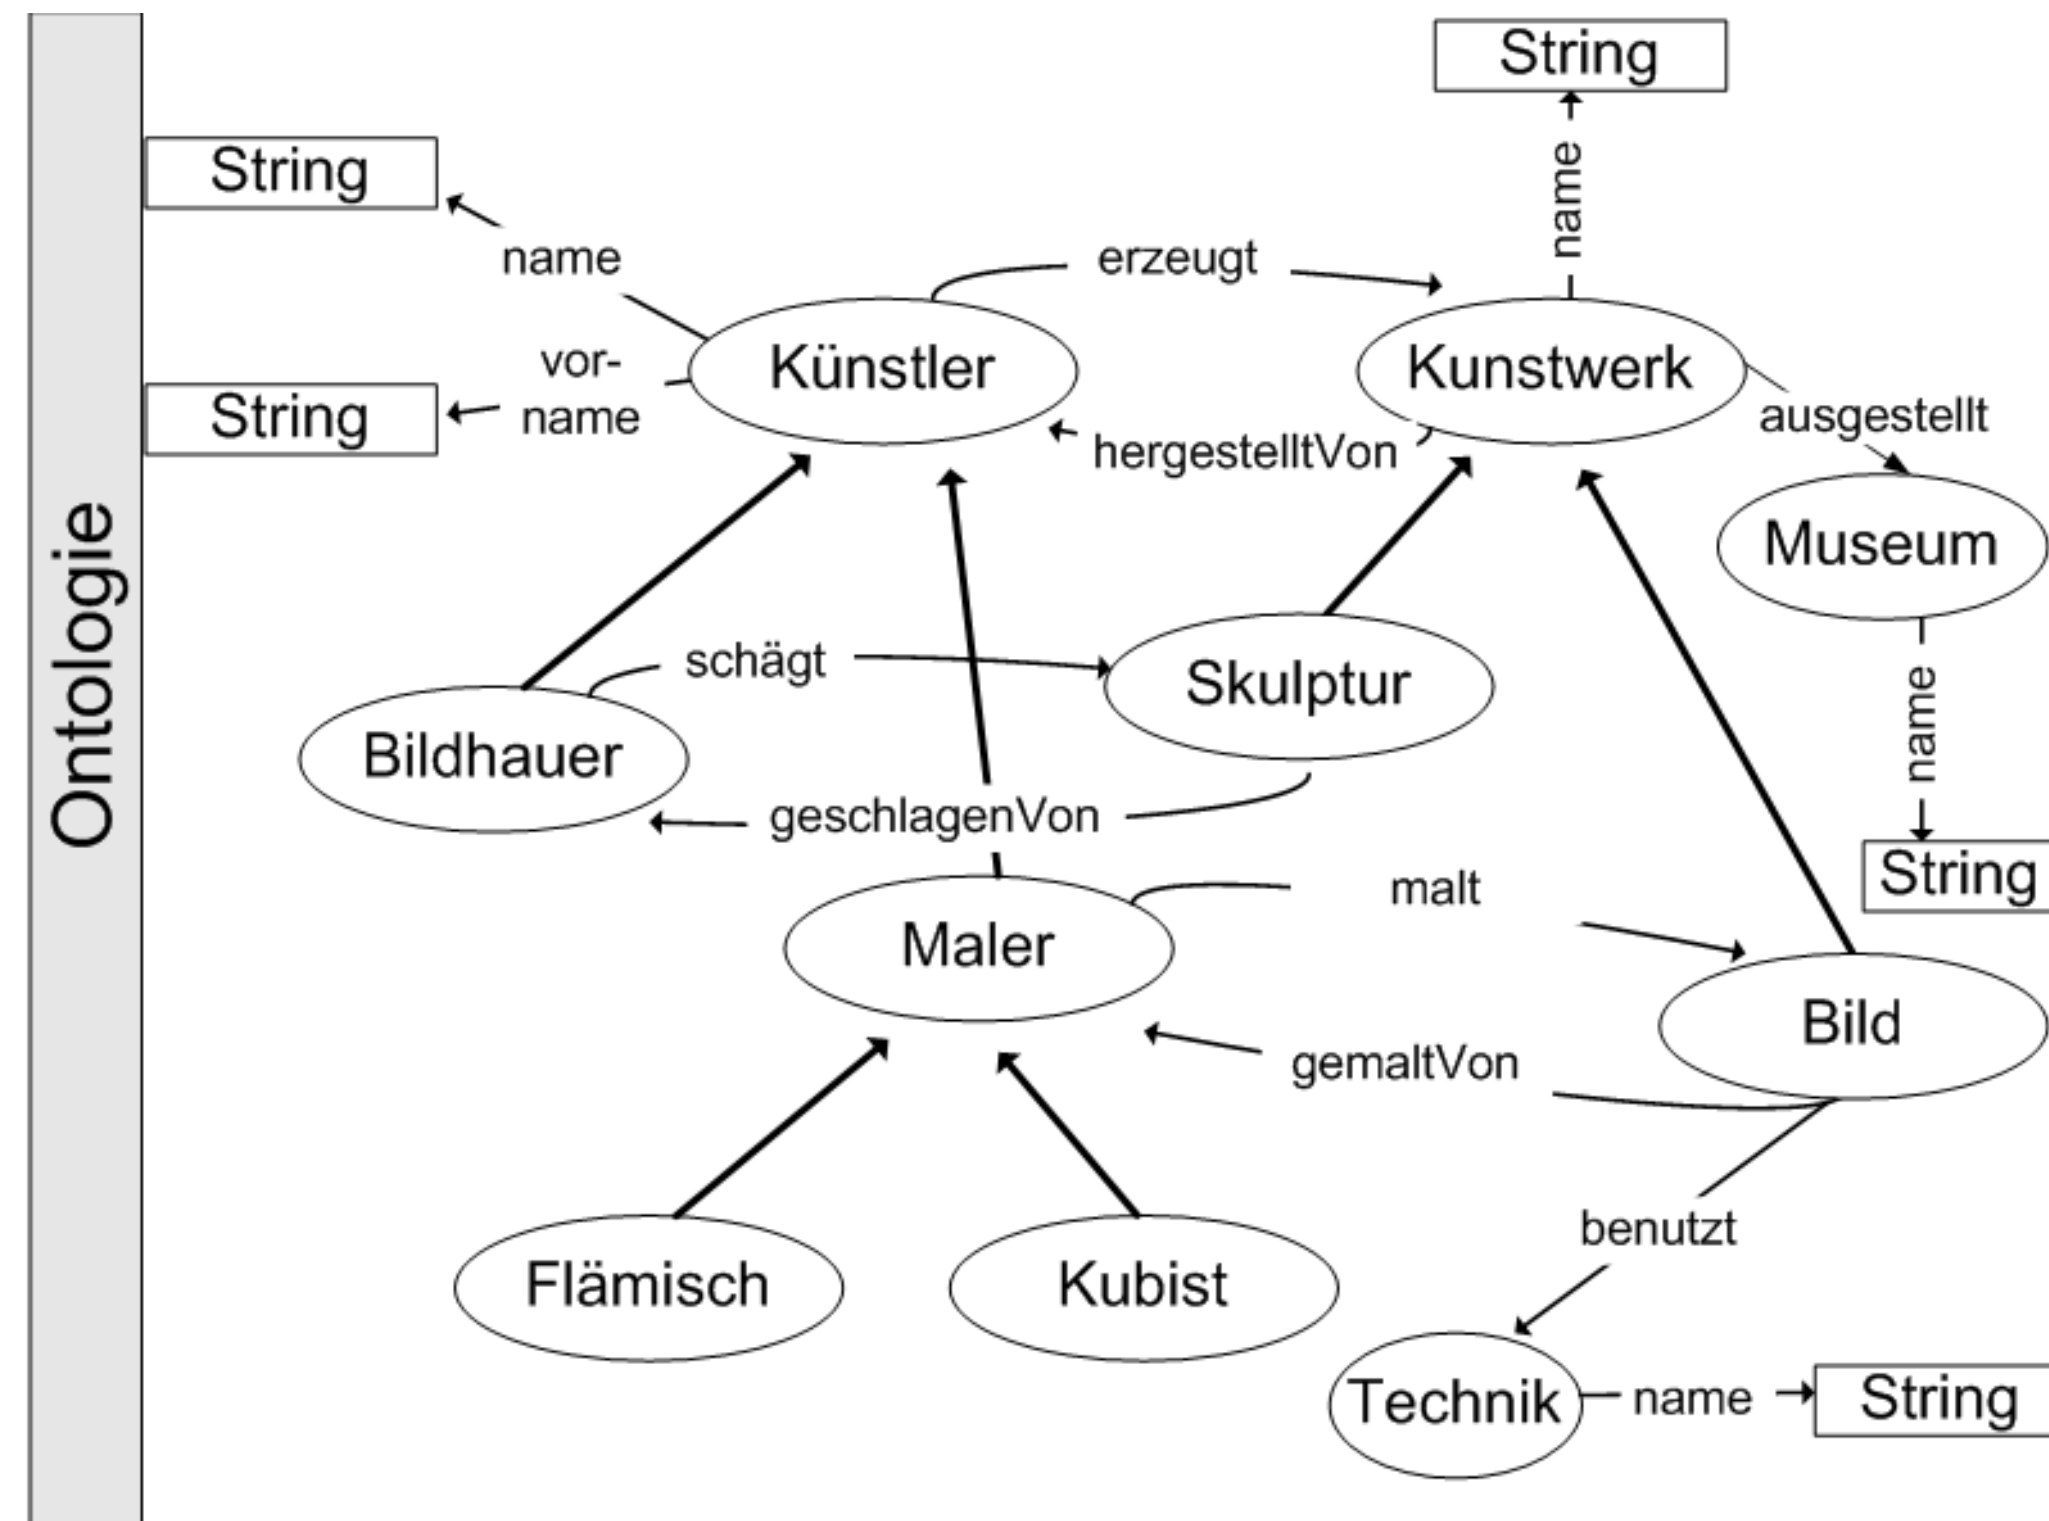 Ontologie
String
String
name
erzeugt
name
String
vor-
name
Künstler
Kunstwerk
ausgestellt
hergestelltVon
Museum
schägt
Skulptur
name
Bildhauer
geschlagenVon
String
malt
Maler
Bild
gemaltVon
benutzt
Flämisch
Kubist
Technik
name
String